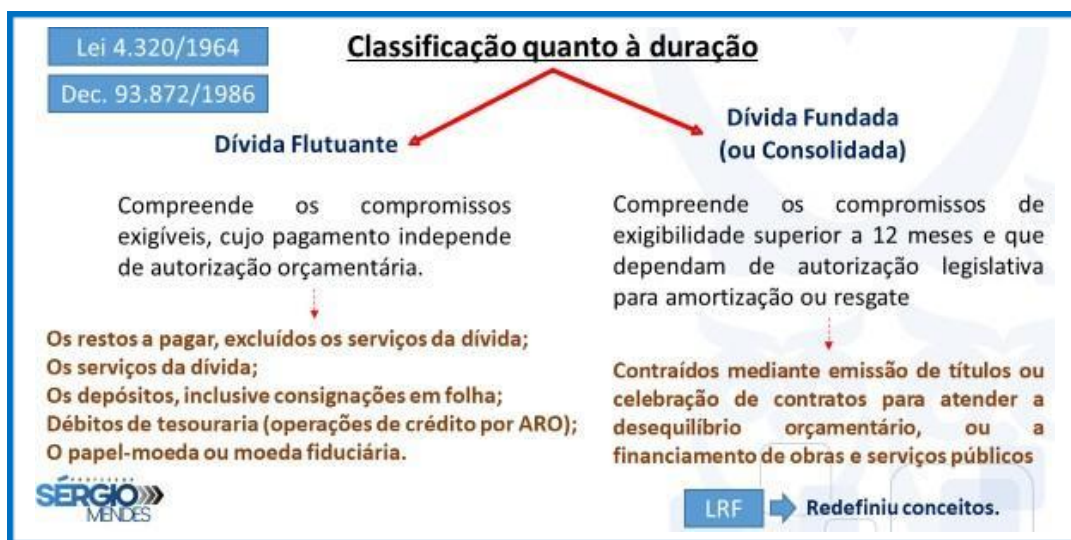 Lei 4.320/1964
Dec. 93.872/1986
Classificação quanto à duração
Dívida Flutuante
Compreende os compromissos
exigíveis, cujo pagamento independe
de autorização orçamentária.
Os restos a pagar, excluídos os serviços da dívida;
Os serviços da dívida;
Os depósitos, inclusive consignações em folha;
Débitos de tesouraria (operações de crédito por ARO);
O papel-moeda ou moeda fiduciária.
Dívida Fundada
(ou Consolidada)
Compreende os compromissos de
exigibilidade superior a 12 meses e que
dependam de autorização legislativa
para amortização ou resgate
Contraídos mediante emissão de títulos ou
celebração de contratos para atender a
desequilíbrio orçamentário, ou a
financiamento de obras e serviços públicos
PROFESSOR
SÉRGIO
MENDES
LRF
Redefiniu conceitos.